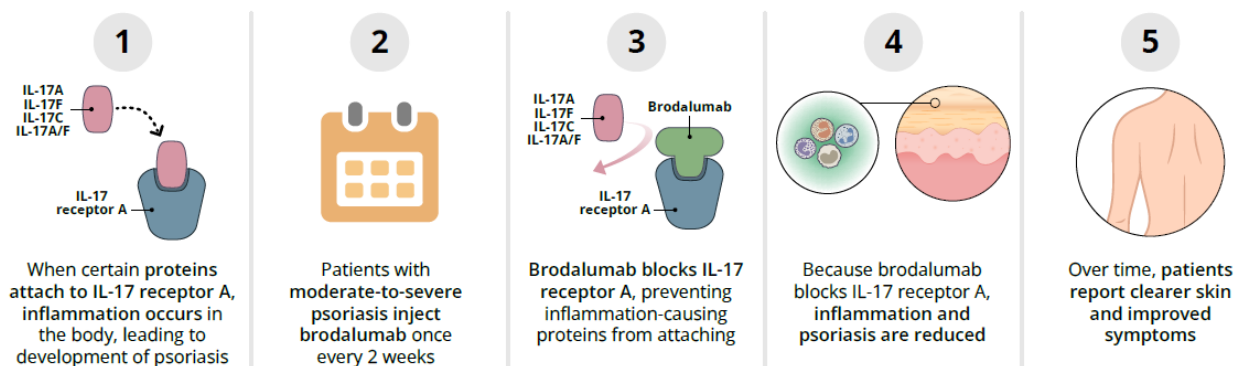 1
IL-17A
IL-17F
IL-17C
IL-17A/F
IL-17
receptor A
When certain proteins
attach to IL-17 receptor A,
inflammation occurs in
the body, leading to
development of psoriasis
2
Patients with
moderate-to-severe
psoriasis inject
brodalumab once
every 2 weeks
3
IL-17A
IL-17F
IL-17C
IL-17A/F
Brodalumab
IL-17
receptor A
Brodalumab blocks IL-17
receptor A, preventing
inflammation-causing
proteins from attaching
4
Because brodalumab
blocks IL-17 receptor A,
inflammation and
psoriasis are reduced
5
Over time, patients
report clearer skin
and improved
symptoms